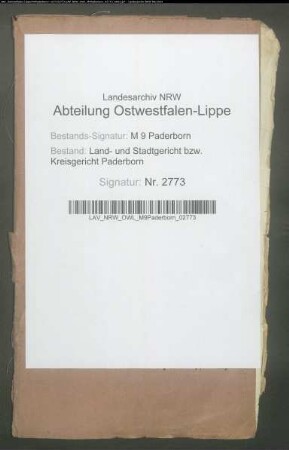 Landesarchiv NRW
Abteilung Ostwestfalen-Lippe
Bestands-Signatur: M 9 Paderborn
Bestand: Land- und Stadtgericht bzw.
Kreisgericht Paderborn
Signatur: Nr. 2773
LAV_NRW_OWL_M9Paderborn_02773